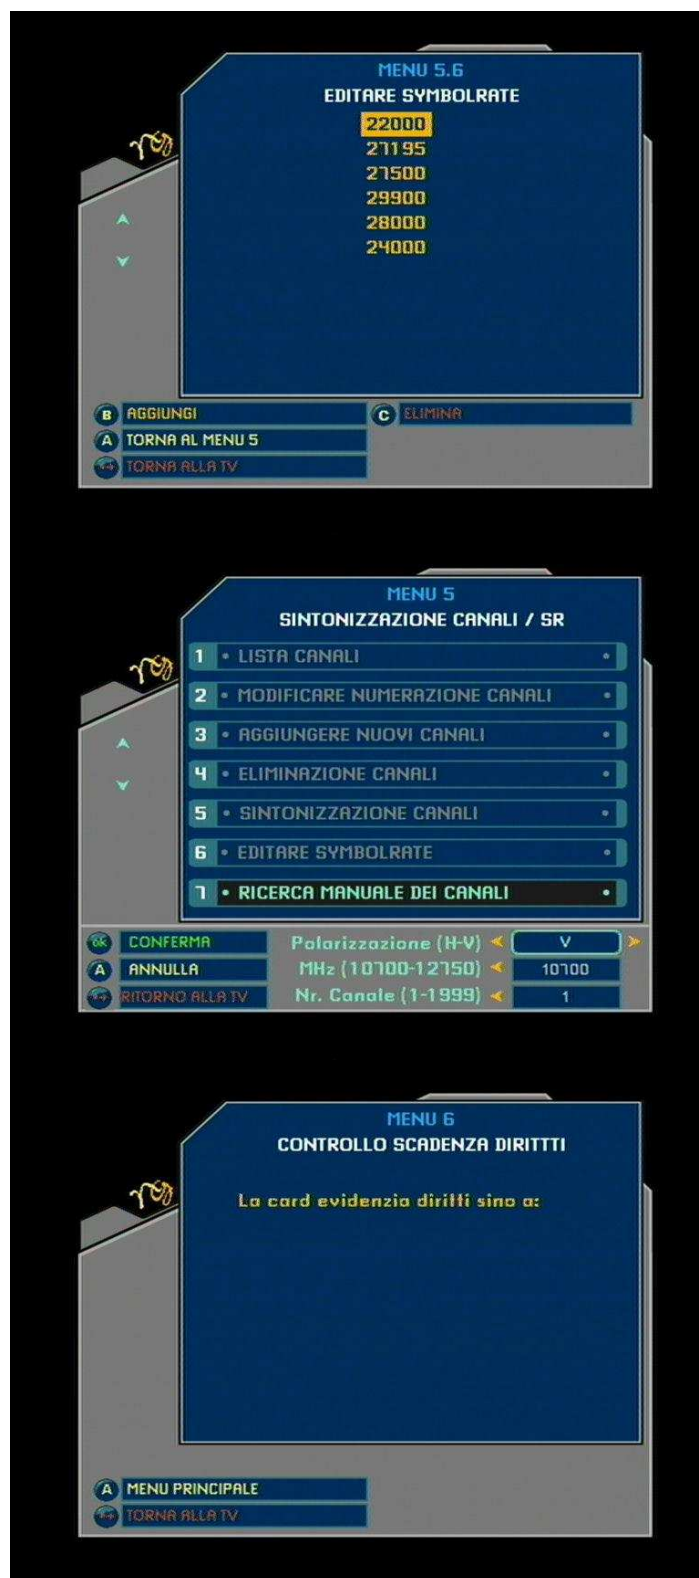 MENU 5.6
EDITARE SYMBOLRATE
22000
27195
27500
29900
28000
24000
B AGGIUNGI
C ELIMINA
A TORNA AL MENU 5
TORNA ALLA TV
MENU 5
SINTONIZZAZIONE CANALI / SR
1 • LISTA CANALI •
2 • MODIFICARE NUMERAZIONE CANALI •
3 • AGGIUNGERE NUOVI CANALI •
4 • ELIMINAZIONE CANALI •
5 • SINTONIZZAZIONE CANALI •
6 • EDITARE SYMBOLRATE •
7 • RICERCA MANUALE DEI CANALI •
OK CONFERMA Polarizzazione (H-V) V
A ANNULLA MHz (10700-12750) 10700
RITORNO ALLA TV Nr. Canale (1-1999) 1
MENU 6
CONTROLLO SCADENZA DIRITTTI
La card evidenzia diritti sino a:
A MENU PRINCIPALE
TORNA ALLA TV